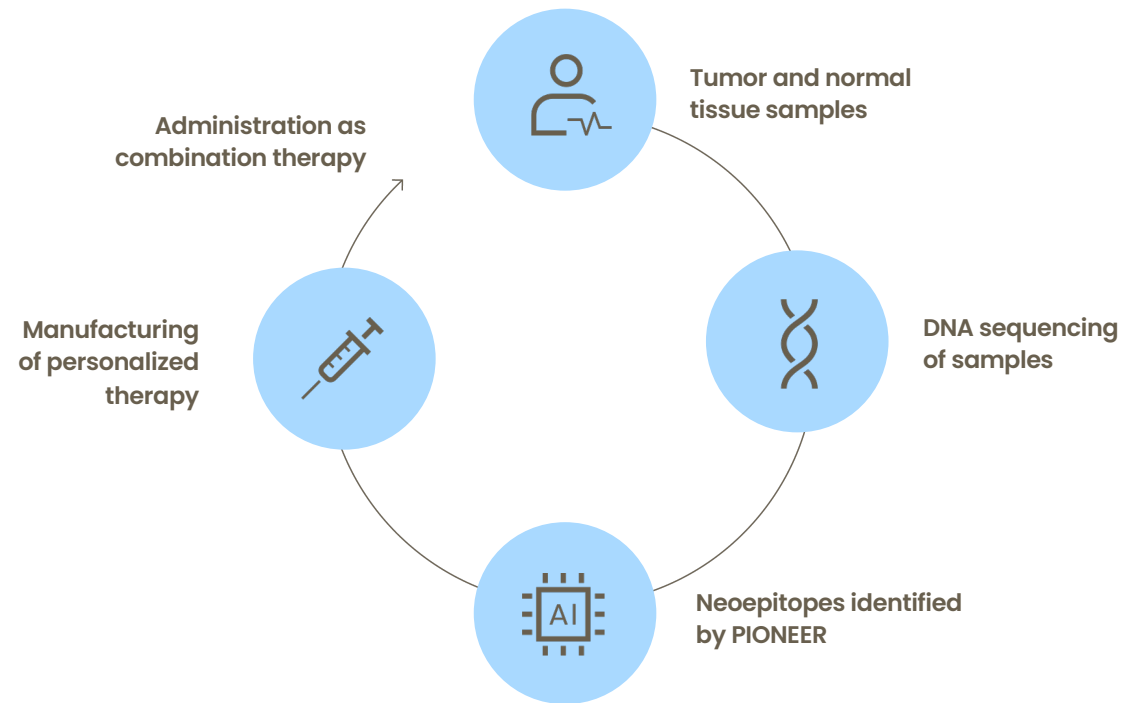 Tumor and normal
tissue samples
DNA sequencing
of samples
AI
Neoepitopes identified
by PIONEER
Manufacturing
of personalized
therapy
Administration as
combination therapy